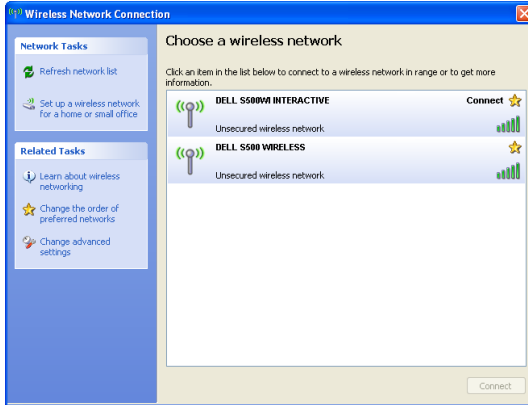 Wireless Network Connection
Network Tasks
Refresh network list
Set up a wireless network
for a home or small office
Related Tasks
Learn about wireless
networking
Change the order of
preferred networks
Change advanced
settings
Choose a wireless network
Click an item in the list below to connect to a wireless network in range or to get more
information.
DELL S500WI INTERACTIVE Connect
Unsecured wireless network
DELL S500 WIRELESS
Unsecured wireless network
Connect